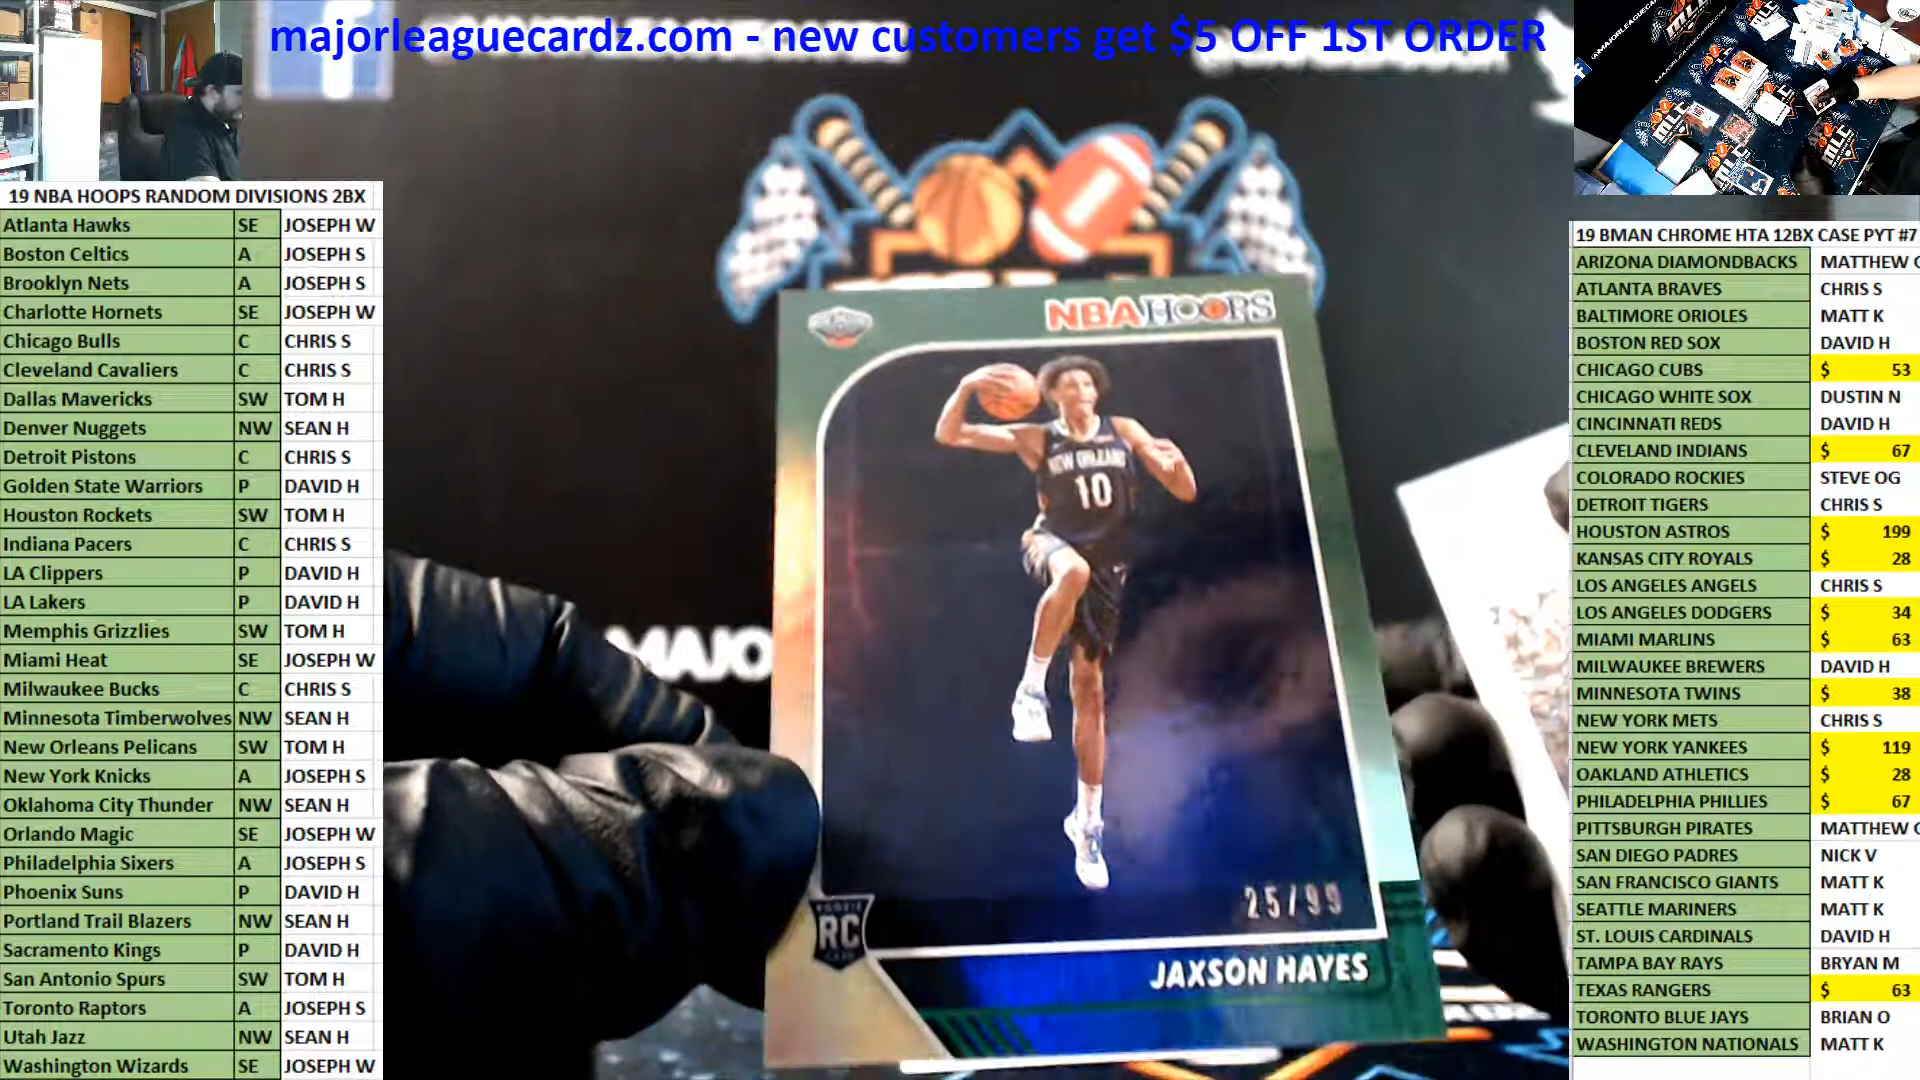 majorleaguecardz.com - new customers get $5 OFF 1ST ORDER
19 NBA HOOPS RANDOM DIVISIONS 2BX
Atlanta Hawks SE JOSEPH W
Boston Celtics A JOSEPH S
Brooklyn Nets A JOSEPH S
Charlotte Hornets SE JOSEPH W
Chicago Bulls C CHRIS S
Cleveland Cavaliers C CHRIS S
Dallas Mavericks SW TOM H
Denver Nuggets NW SEAN H
Detroit Pistons C CHRIS S
Golden State Warriors P DAVID H
Houston Rockets SW TOM H
Indiana Pacers C CHRIS S
LA Clippers P DAVID H
LA Lakers P DAVID H
Memphis Grizzlies SW TOM H
Miami Heat SE JOSEPH W
Milwaukee Bucks C CHRIS S
Minnesota Timberwolves NW SEAN H
New Orleans Pelicans SW TOM H
New York Knicks A JOSEPH S
Oklahoma City Thunder NW SEAN H
Orlando Magic SE JOSEPH W
Philadelphia Sixers A JOSEPH S
Phoenix Suns P DAVID H
Portland Trail Blazers NW SEAN H
Sacramento Kings P DAVID H
San Antonio Spurs SW TOM H
Toronto Raptors A JOSEPH S
Utah Jazz NW SEAN H
Washington Wizards SE JOSEPH W
NBA HOOPS
NEW ORLEANS
10
25/99
ROOKIE
RC
CARD
JAXSON HAYES
MAJO
19 BMAN CHROME HTA 12BX CASE PYT #7
ARIZONA DIAMONDBACKS MATTHEW C
ATLANTA BRAVES CHRIS S
BALTIMORE ORIOLES MATT K
BOSTON RED SOX DAVID H
CHICAGO CUBS $ 53
CHICAGO WHITE SOX DUSTIN N
CINCINNATI REDS DAVID H
CLEVELAND INDIANS $ 67
COLORADO ROCKIES STEVE OG
DETROIT TIGERS CHRIS S
HOUSTON ASTROS $ 199
KANSAS CITY ROYALS $ 28
LOS ANGELES ANGELS CHRIS S
LOS ANGELES DODGERS $ 34
MIAMI MARLINS $ 63
MILWAUKEE BREWERS DAVID H
MINNESOTA TWINS $ 38
NEW YORK METS CHRIS S
NEW YORK YANKEES $ 119
OAKLAND ATHLETICS $ 28
PHILADELPHIA PHILLIES $ 67
PITTSBURGH PIRATES MATTHEW C
SAN DIEGO PADRES NICK V
SAN FRANCISCO GIANTS MATT K
SEATTLE MARINERS MATT K
ST. LOUIS CARDINALS DAVID H
TAMPA BAY RAYS BRYAN M
TEXAS RANGERS $ 63
TORONTO BLUE JAYS BRIAN O
WASHINGTON NATIONALS MATT K